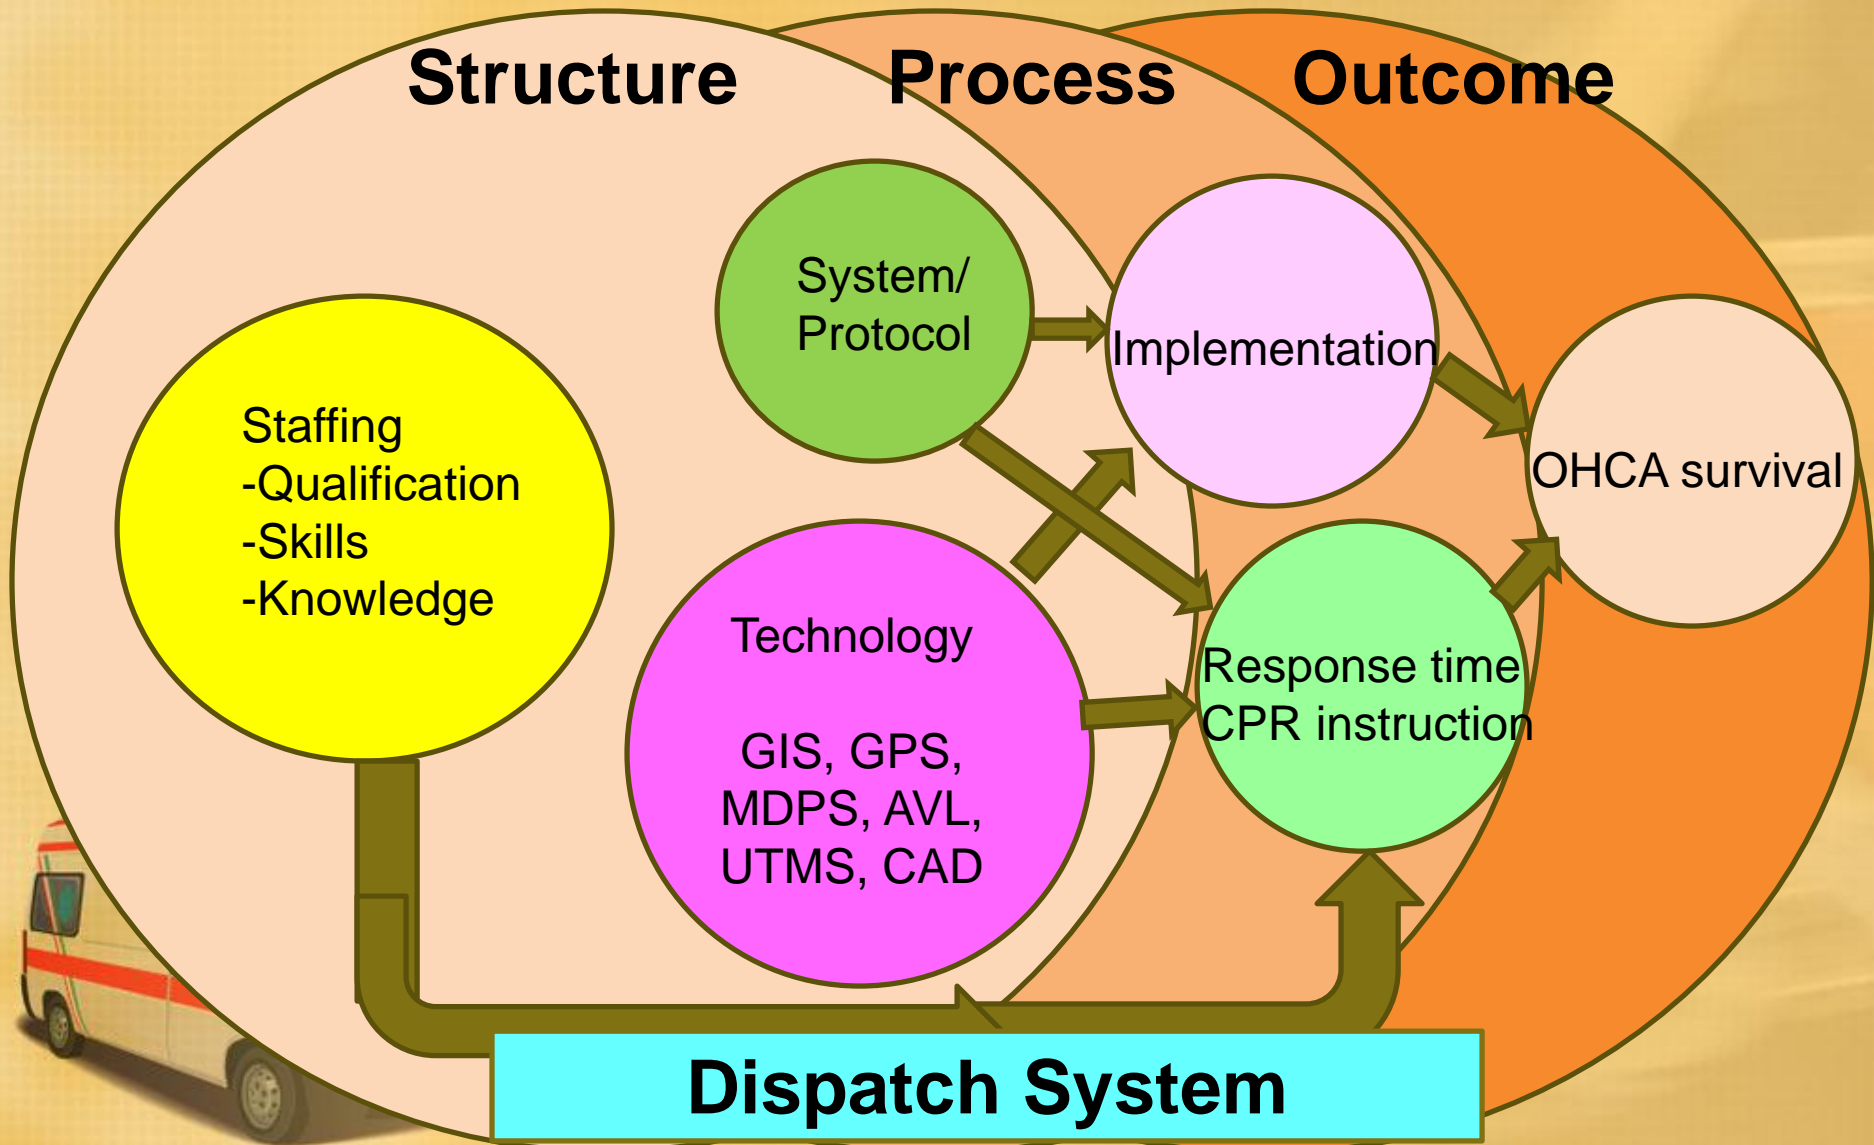 Structure
Process
Outcome
System/
Protocol
Implementation
Staffing
-Qualification
-Skills
-Knowledge
OHCA survival
Technology
GIS, GPS,
MDPS, AVL,
UTMS, CAD
Response time
CPR instruction
Dispatch System